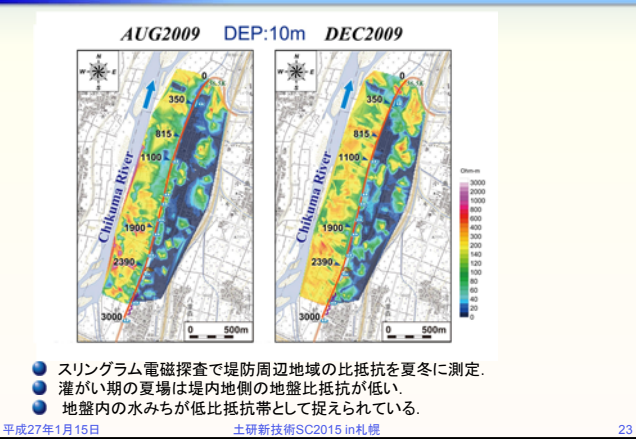 AUG2009 DEP:10m DEC2009
N
W E
S
0
350
815
1100
1900
2390
3000
Chikuma River
0 500m
N
W E
S
0
350
815
1100
1900
2390
3000
Chikuma River
0 500m
Ohm-m
3000
2000
1000
800
600
400
300
200
140
120
100
80
60
40
20
0
スリングラム電磁探査で堤防周辺地域の比抵抗を夏冬に測定.
灌がい期の夏場は堤内地側の地盤比抵抗が低い.
地盤内の水みちが低比抵抗帯として捉えられている.
平成27年1月15日 土研新技術SC2015 in札幌 23